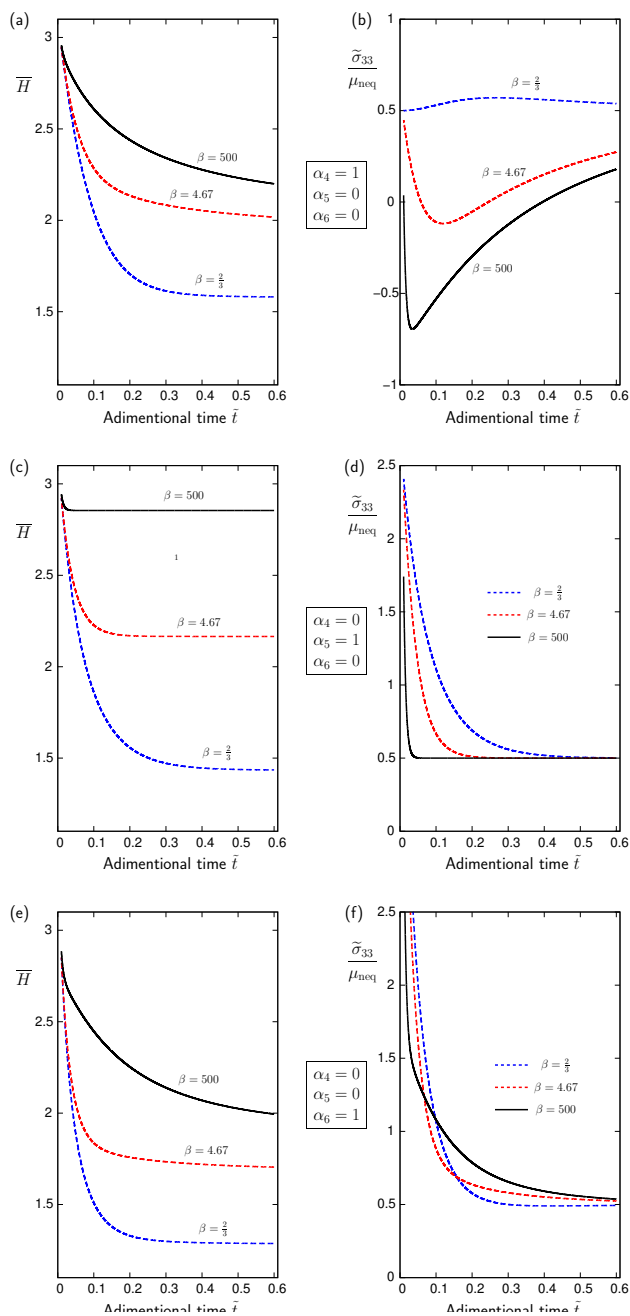 (a)
3
2.5
2
1.5
H̅
β = 500
β = 4.67
β = 2/3
0 0.1 0.2 0.3 0.4 0.5 0.6
Adimentional time t̃
α₄ = 1
α₅ = 0
α₆ = 0
(b)
1
0.5
0
−0.5
−1
σ̃₃₃
μneq
β = 2/3
β = 4.67
β = 500
0 0.1 0.2 0.3 0.4 0.5 0.6
Adimentional time t̃
(c)
3
2.5
2
1.5
H̅
β = 500
1
β = 4.67
β = 2/3
0 0.1 0.2 0.3 0.4 0.5 0.6
Adimentional time t̃
α₄ = 0
α₅ = 1
α₆ = 0
(d)
2.5
2
1.5
1
0.5
0
σ̃₃₃
μneq
β = 2/3
β = 4.67
β = 500
0 0.1 0.2 0.3 0.4 0.5 0.6
Adimentional time t̃
(e)
3
2.5
2
1.5
H̅
β = 500
β = 4.67
β = 2/3
0 0.1 0.2 0.3 0.4 0.5 0.6
Adimentional time t̃
α₄ = 0
α₅ = 0
α₆ = 1
(f)
2.5
2
1.5
1
0.5
0
σ̃₃₃
μneq
β = 2/3
β = 4.67
β = 500
0 0.1 0.2 0.3 0.4 0.5 0.6
Adimentional time t̃